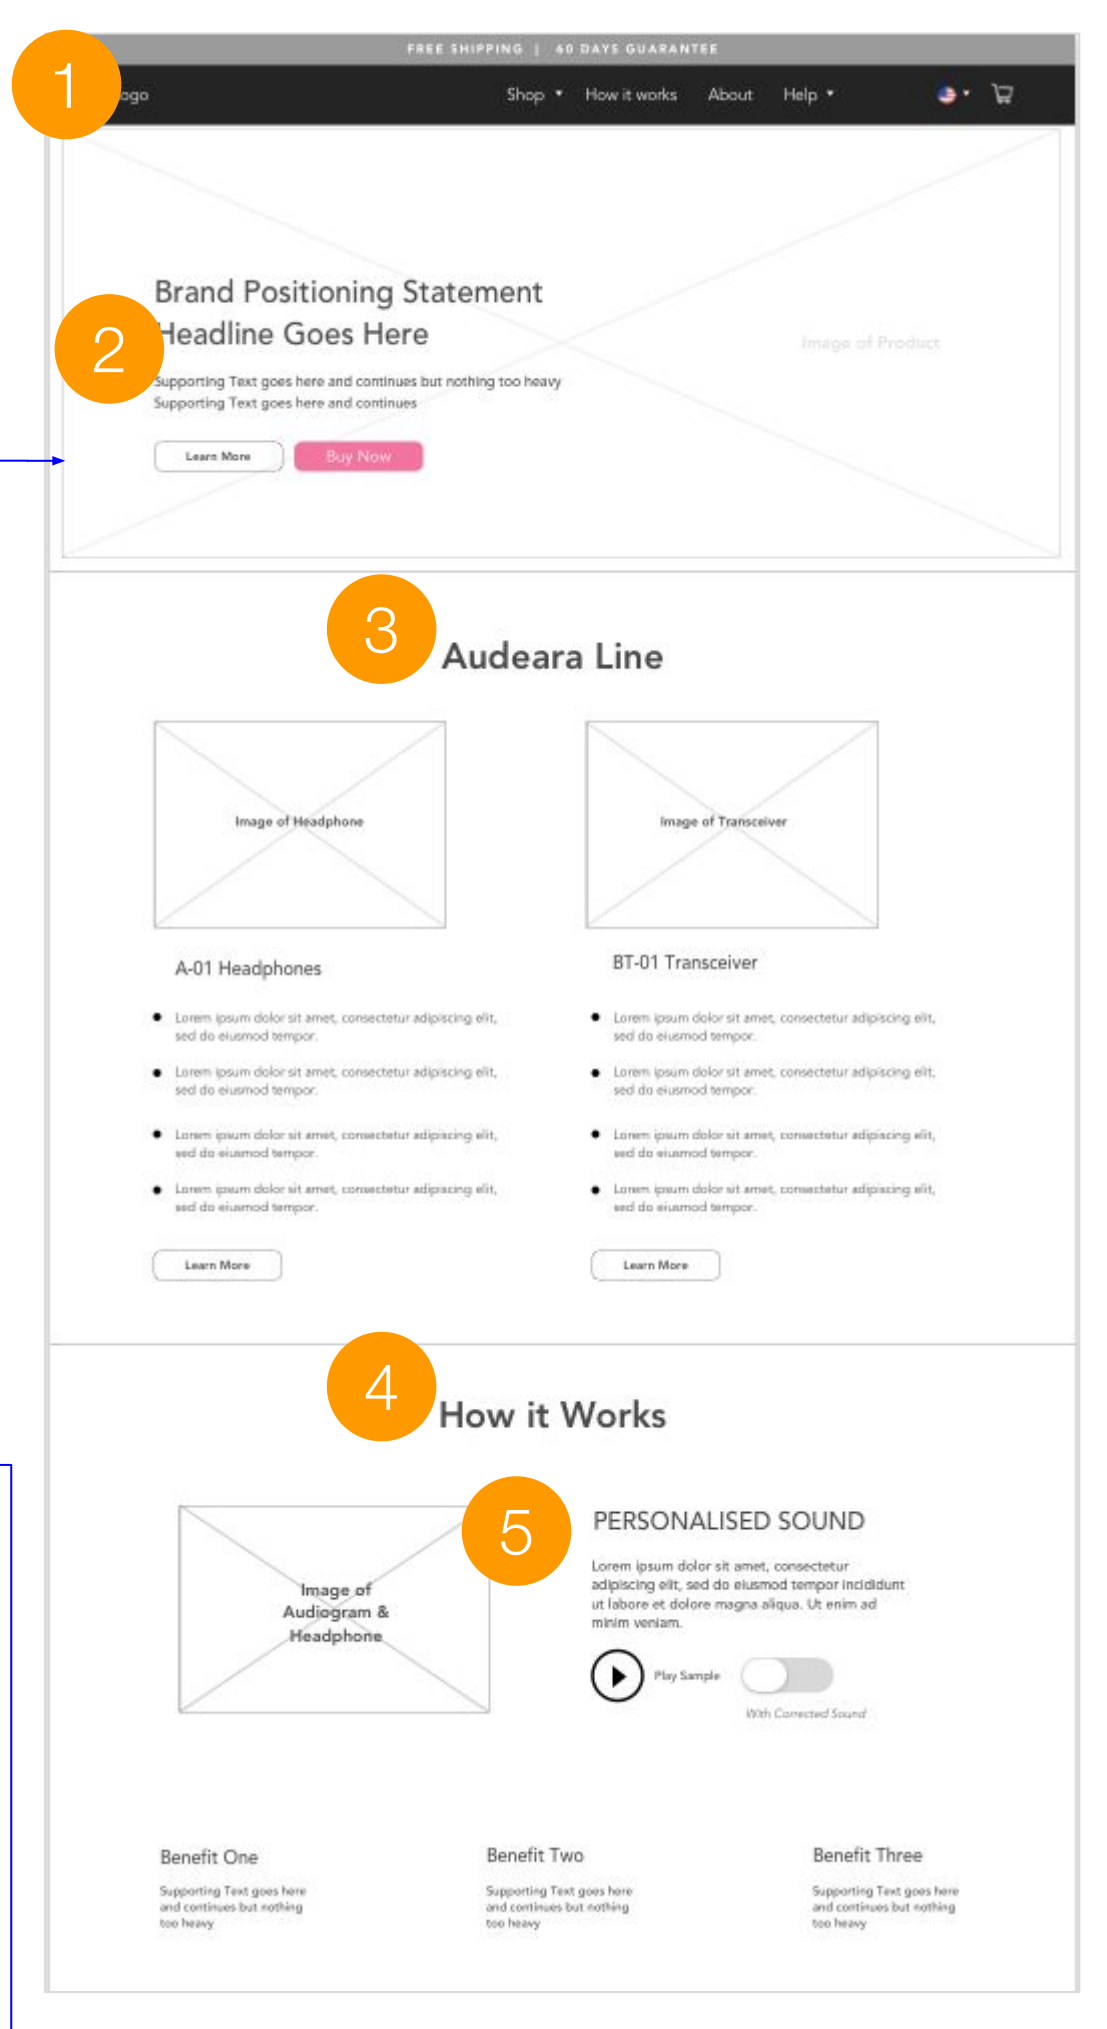 FREE SHIPPING | 60 DAYS GUARANTEE
1
ogo
Shop How it works About Help
Brand Positioning Statement
Headline Goes Here
2
Image of Product
Supporting Text goes here and continues but nothing too heavy
Supporting Text goes here and continues
Learn More Buy Now
3
Audeara Line
Image of Headphone
Image of Transceiver
A-01 Headphones
Lorem ipsum dolor sit amet, consectetur adipiscing elit,
sed do eiusmod tempor.
Lorem ipsum dolor sit amet, consectetur adipiscing elit,
sed do eiusmod tempor.
Lorem ipsum dolor sit amet, consectetur adipiscing elit,
sed do eiusmod tempor.
Lorem ipsum dolor sit amet, consectetur adipiscing elit,
sed do eiusmod tempor.
Learn More
BT-01 Transceiver
Lorem ipsum dolor sit amet, consectetur adipiscing elit,
sed do eiusmod tempor.
Lorem ipsum dolor sit amet, consectetur adipiscing elit,
sed do eiusmod tempor.
Lorem ipsum dolor sit amet, consectetur adipiscing elit,
sed do eiusmod tempor.
Lorem ipsum dolor sit amet, consectetur adipiscing elit,
sed do eiusmod tempor.
Learn More
4
How it Works
Image of
Audiogram &
Headphone
5
PERSONALISED SOUND
Lorem ipsum dolor sit amet, consectetur
adipiscing elit, sed do eiusmod tempor incididunt
ut labore et dolore magna aliqua. Ut enim ad
minim veniam.
Play Sample
With Corrected Sound
Benefit One
Supporting Text goes here
and continues but nothing
too heavy
Benefit Two
Supporting Text goes here
and continues but nothing
too heavy
Benefit Three
Supporting Text goes here
and continues but nothing
too heavy